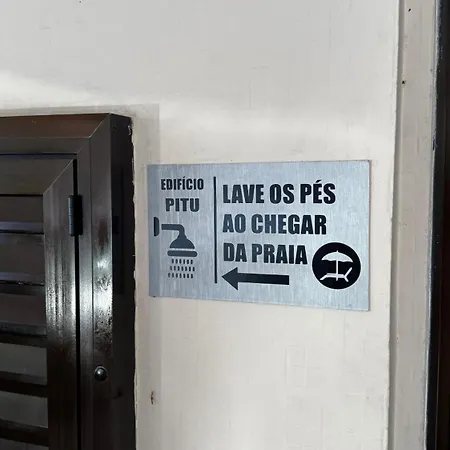 EDIFÍCIO
PITU
LAVE OS PÉS
AO CHEGAR
DA PRAIA